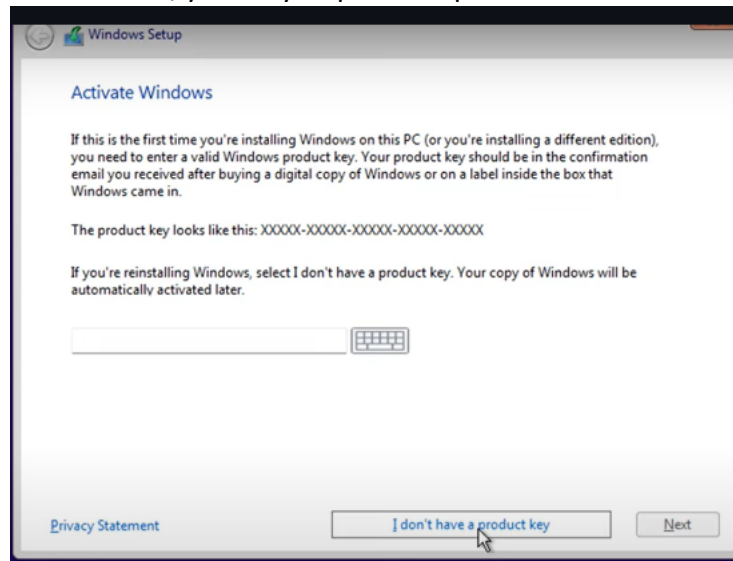 Windows Setup
Activate Windows
If this is the first time you're installing Windows on this PC (or you're installing a different edition),
you need to enter a valid Windows product key. Your product key should be in the confirmation
email you received after buying a digital copy of Windows or on a label inside the box that
Windows came in.
The product key looks like this: XXXXX-XXXXX-XXXXX-XXXXX-XXXXX
If you're reinstalling Windows, select I don't have a product key. Your copy of Windows will be
automatically activated later.
Privacy Statement
I don't have a product key
Next